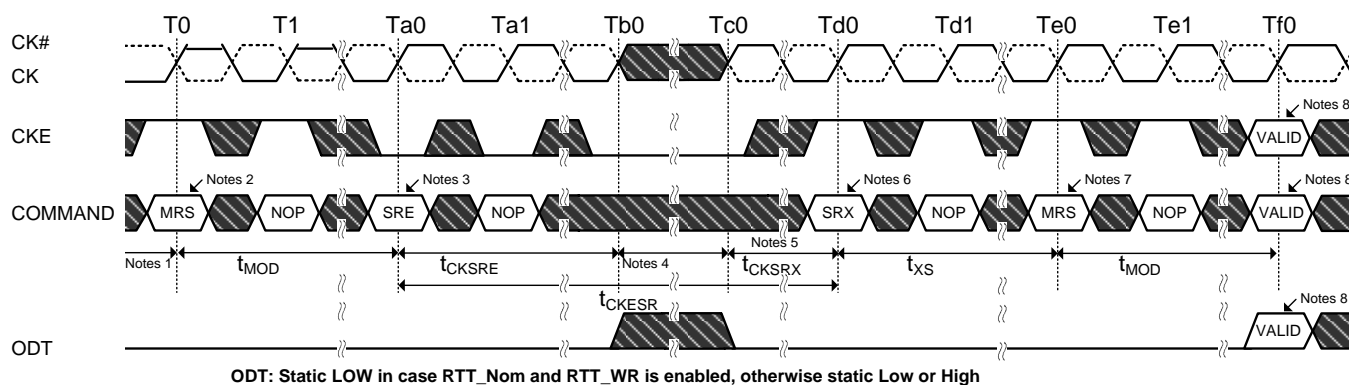 T0 T1 Ta0 Ta1 Tb0 Tc0 Td0 Td1 Te0 Te1 Tf0
CK#
CK
Notes 8
CKE
VALID
Notes 2 Notes 3 Notes 6 Notes 7 Notes 8
COMMAND MRS NOP SRE NOP SRX NOP MRS NOP VALID
Notes 1 tMOD tCKSRE Notes 4 Notes 5 tCKSRX tXS tMOD
tCKESR
Notes 8
VALID
ODT
ODT: Static LOW in case RTT_Nom and RTT_WR is enabled, otherwise static Low or High